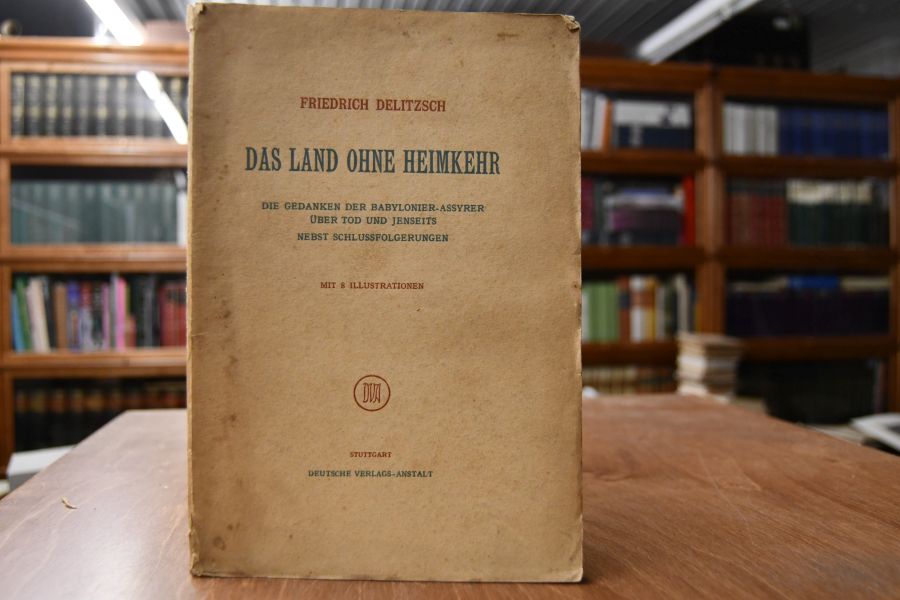 FRIEDRICH DELITZSCH
DAS LAND OHNE HEIMKEHR
DIE GEDANKEN DER BABYLONIER-ASSYRER
ÜBER TOD UND JENSEITS
NEBST SCHLUSSFOLGERUNGEN
MIT 8 ILLUSTRATIONEN
DVA
STUTTGART
DEUTSCHE VERLAGS-ANSTALT